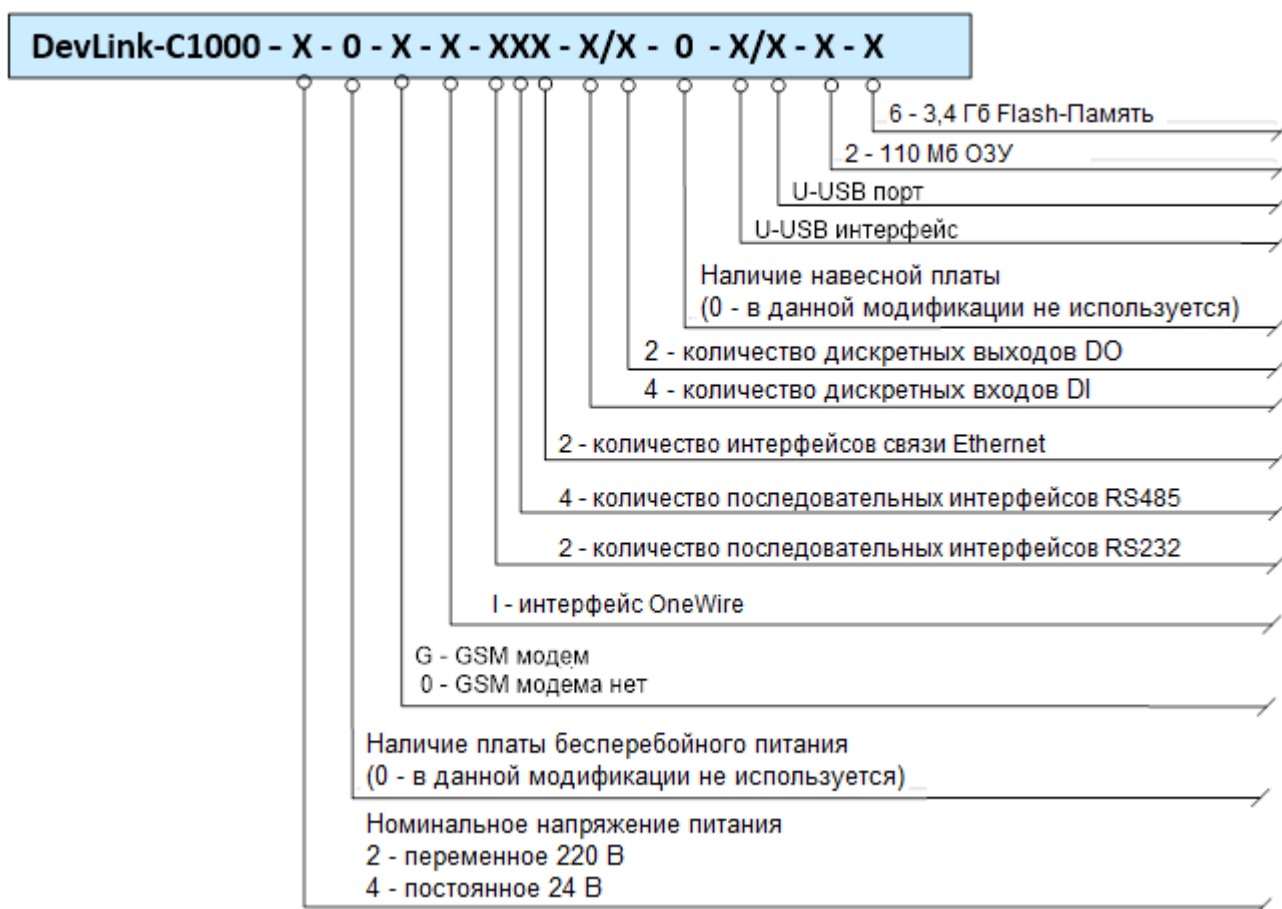 DevLink-C1000 - X - 0 - X - X - XXX - X/X - 0 - X/X - X - X
6 - 3,4 Гб Flash-Память
2 - 110 Мб ОЗУ
U-USB порт
U-USB интерфейс
Наличие навесной платы
(0 - в данной модификации не используется)
2 - количество дискретных выходов DO
4 - количество дискретных входов DI
2 - количество интерфейсов связи Ethernet
4 - количество последовательных интерфейсов RS485
2 - количество последовательных интерфейсов RS232
I - интерфейс OneWire
G - GSM модем
0 - GSM модема нет
Наличие платы бесперебойного питания
(0 - в данной модификации не используется)
Номинальное напряжение питания
2 - переменное 220 В
4 - постоянное 24 В